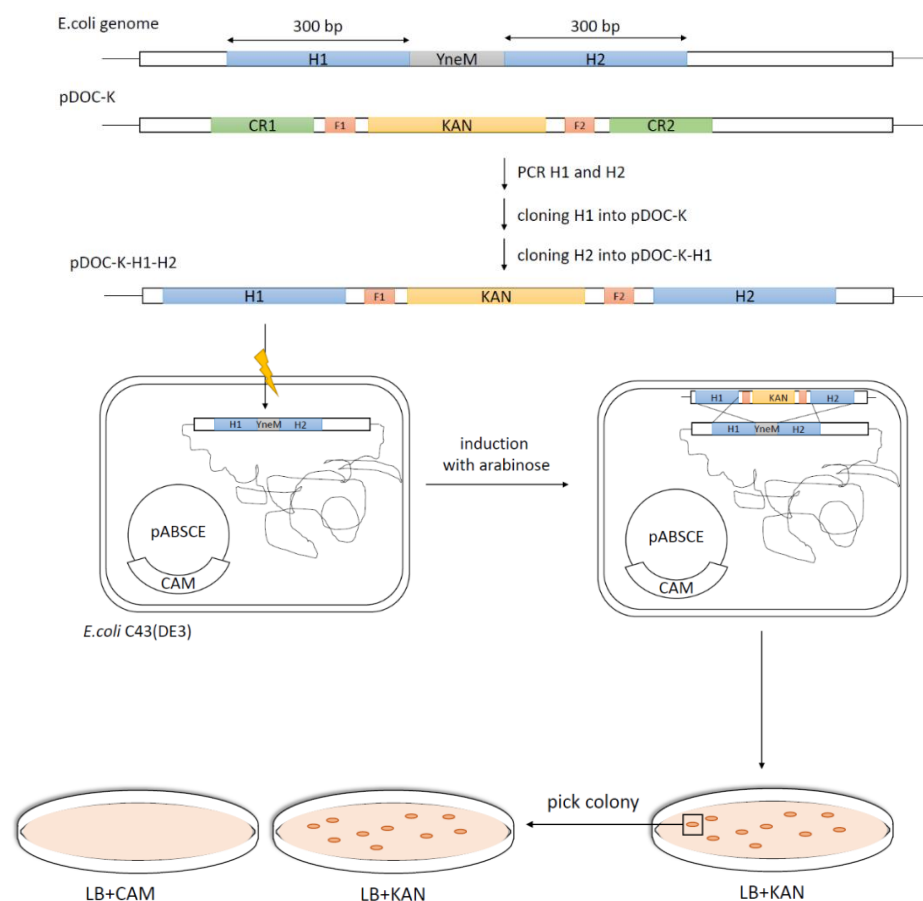 E.coli genome
300 bp
300 bp
H1
YneM
H2
pDOC-K
CR1
F1
KAN
F2
CR2
PCR H1 and H2
cloning H1 into pDOC-K
cloning H2 into pDOC-K-H1
pDOC-K-H1-H2
H1
F1
KAN
F2
H2
H1
YneM
H2
pABSCE
CAM
E.coli C43(DE3)
induction
with arabinose
H1
KAN
H2
H1
YneM
H2
pABSCE
CAM
pick colony
LB+CAM
LB+KAN
LB+KAN